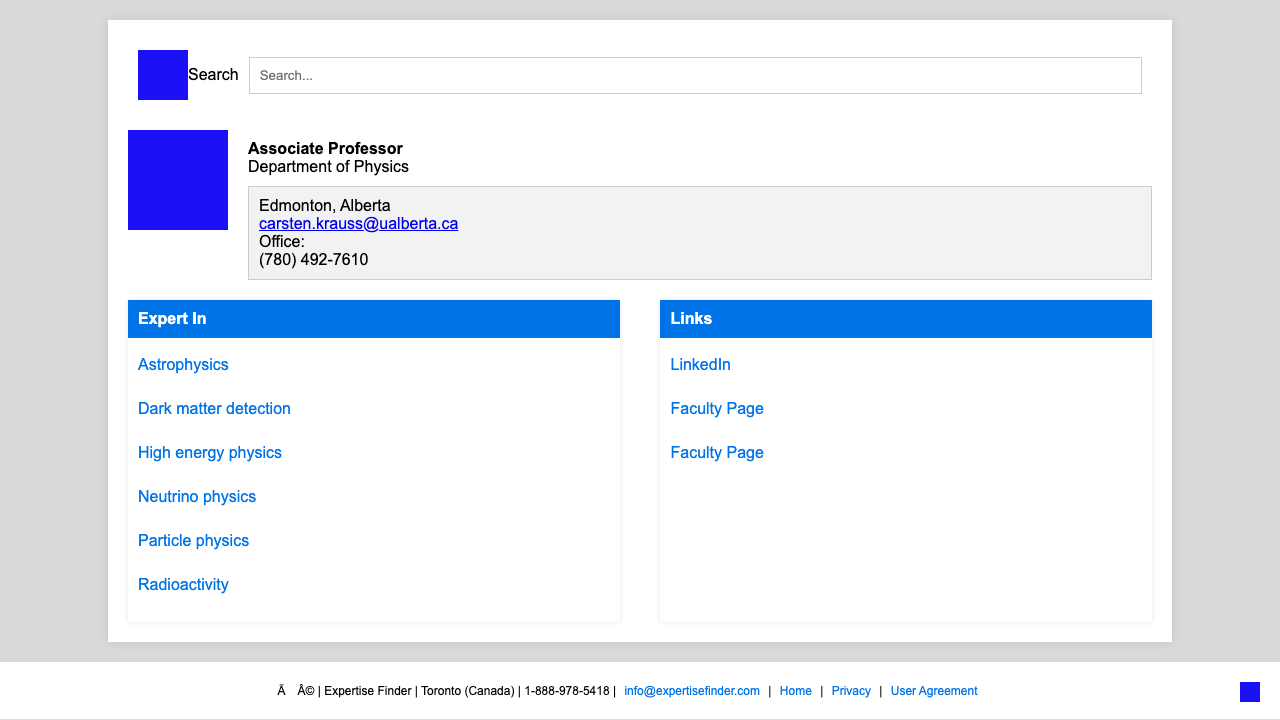 Search Search...
Associate Professor
Department of Physics
Edmonton, Alberta
carsten.krauss@ualberta.ca
Office:
(780) 492-7610
Expert In
Astrophysics
Dark matter detection
High energy physics
Neutrino physics
Particle physics
Radioactivity
Links
LinkedIn
Faculty Page
Faculty Page
Ã Â© | Expertise Finder | Toronto (Canada) | 1-888-978-5418 | info@expertisefinder.com | Home | Privacy | User Agreement